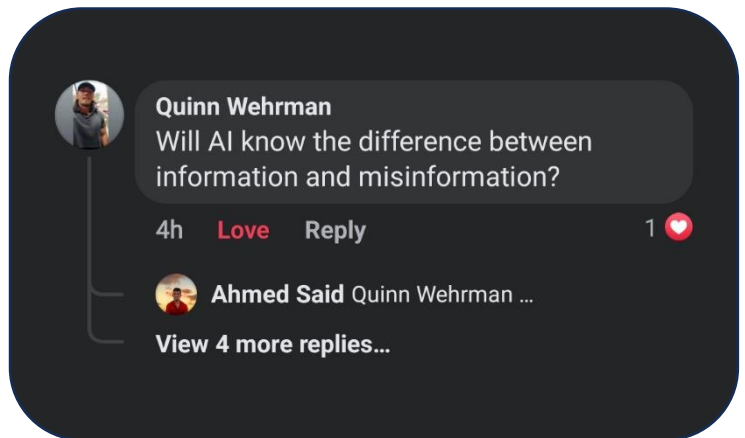 Quinn Wehrman
Will AI know the difference between
information and misinformation?
4h Love Reply 1
Ahmed Said Quinn Wehrman ...
View 4 more replies...